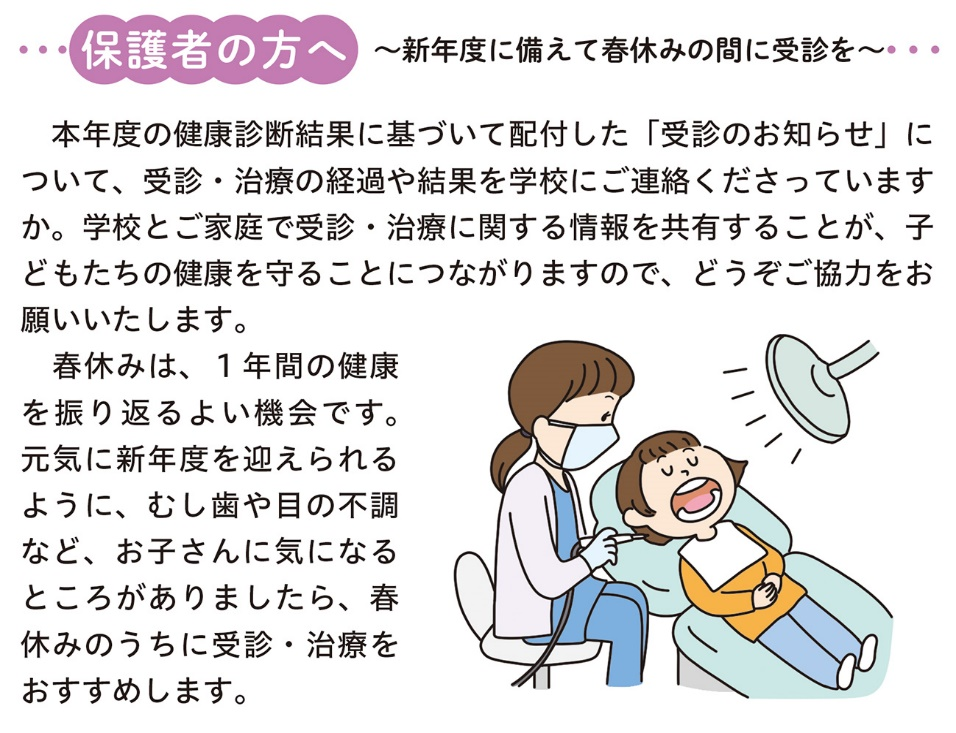 保護者の方へ ～新年度に備えて春休みの間に受診を～
　本年度の健康診断結果に基づいて配付した「受診のお知らせ」に
ついて、受診・治療の経過や結果を学校にご連絡くださっています
か。学校とご家庭で受診・治療に関する情報を共有することが、子
どもたちの健康を守ることにつながりますので、どうぞご協力をお
願いいたします。
　春休みは、１年間の健康
を振り返るよい機会です。
元気に新年度を迎えられる
ように、むし歯や目の不調
など、お子さんに気になる
ところがありましたら、春
休みのうちに受診・治療を
おすすめします。